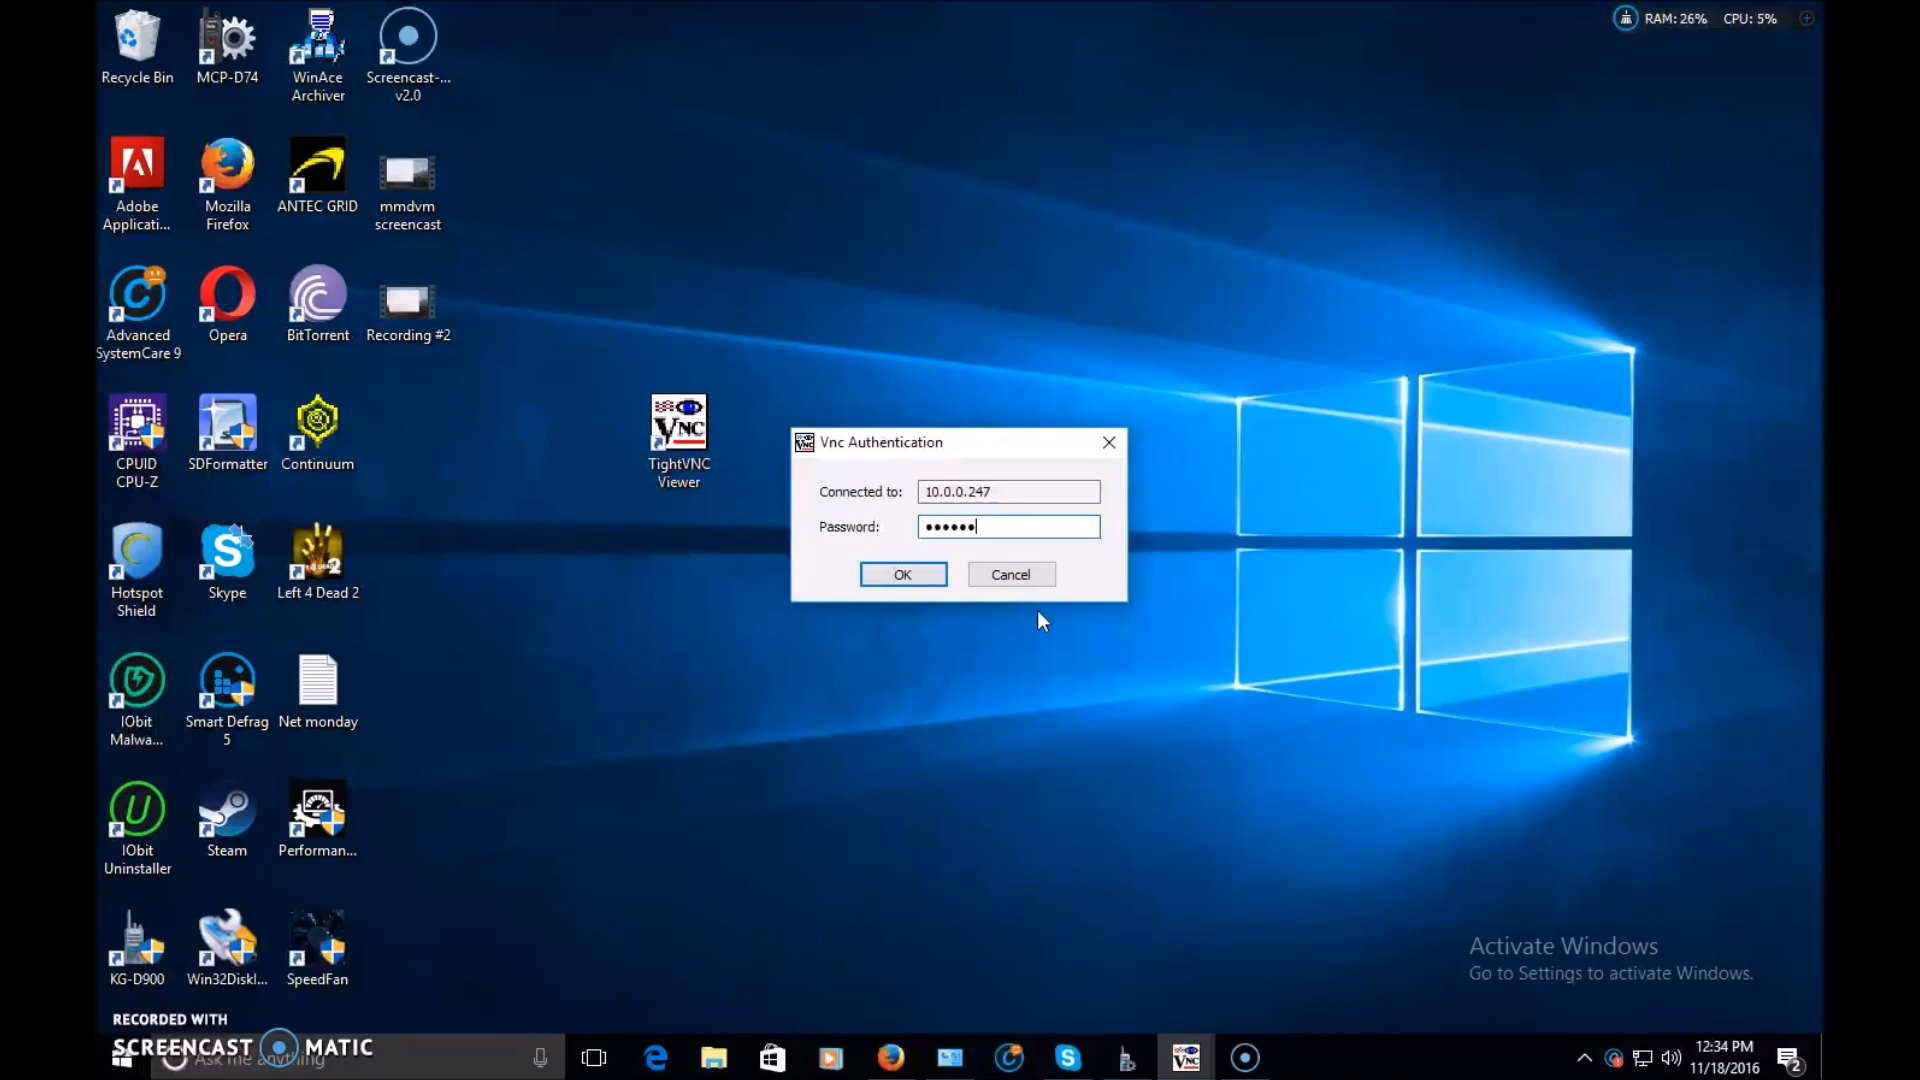 RAM: 26% CPU: 5%
Recycle Bin
MCP-D74
WinAce
Archiver
Screencast-...
v2.0
Adobe
Applicati...
Mozilla
Firefox
ANTEC GRID
mmdvm
screencast
Advanced
SystemCare 9
Opera
BitTorrent
Recording #2
CPUID
CPU-Z
SDFormatter
Continuum
VNC
TightVNC
Viewer
Vnc Authentication
Connected to: 10.0.0.247
Password: ••••••
OK Cancel
Hotspot
Shield
Skype
Left 4 Dead 2
IObit
Malwa...
Smart Defrag
5
Net monday
IObit
Uninstaller
Steam
Performan...
KG-D900
Win32DiskI...
SpeedFan
Activate Windows
Go to Settings to activate Windows.
RECORDED WITH
SCREENCAST MATIC
Ask me anything
12:34 PM
11/18/2016
2